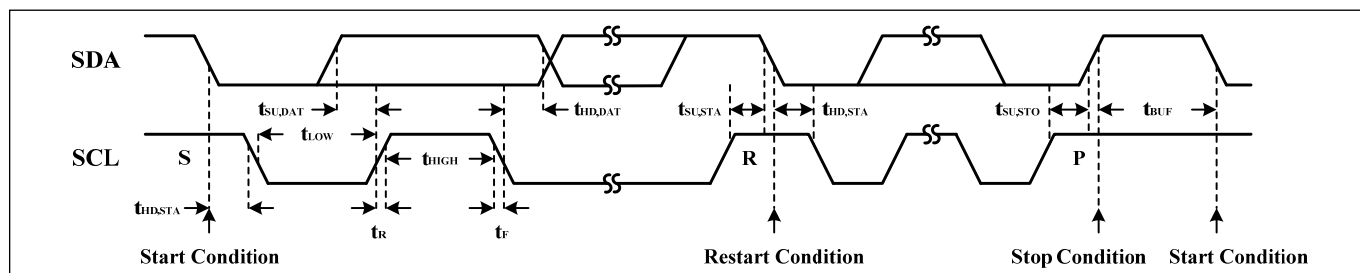 SDA
tSU,DAT tHD,DAT tSU,STA tHD,STA tSU,STO tBUF
tLOW
SCL S tHIGH R P
tHD,STA
tR tF
Start Condition Restart Condition Stop Condition Start Condition